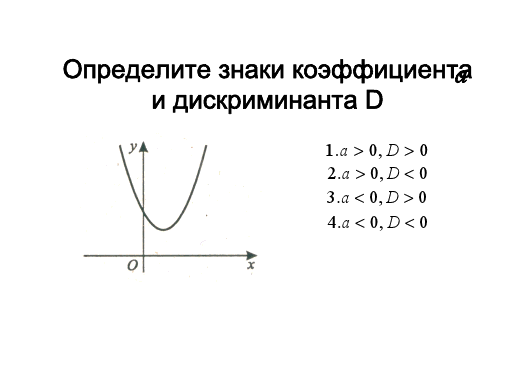 Определите знаки коэффициента a
и дискриминанта D
1.a > 0, D > 0
2.a > 0, D < 0
3.a < 0, D > 0
4.a < 0, D < 0
y
O
x